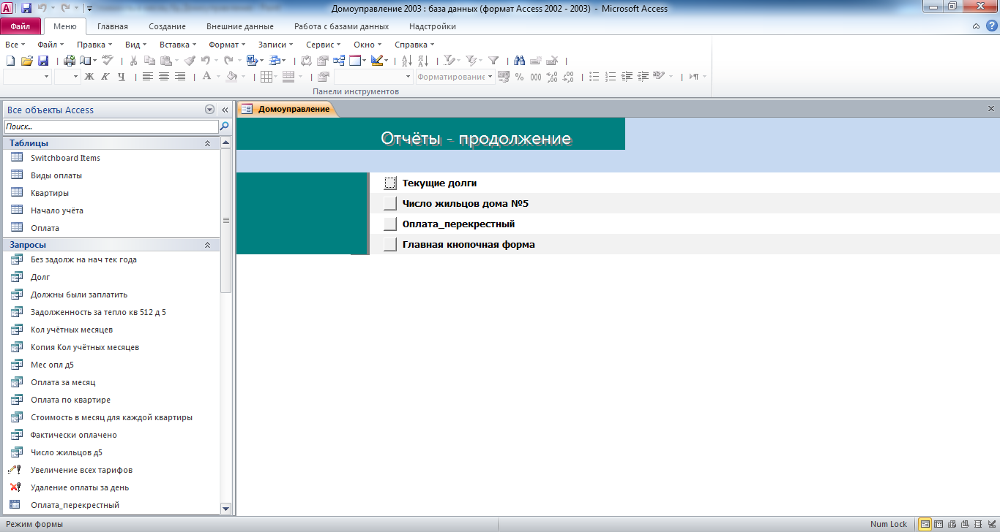 Домоуправление 2003 : база данных (формат Access 2002 - 2003) - Microsoft Access
Файл Меню Главная Создание Внешние данные Работа с базами данных Надстройки
Все Файл Правка Вид Вставка Формат Записи Сервис Окно Справка
Ж К Ч Форматирование % 000
Панели инструментов
Все объекты Access
Поиск...
Таблицы
Switchboard Items
Виды оплаты
Квартиры
Начало учёта
Оплата
Запросы
Без задолж на нач тек года
Долг
Должны были заплатить
Задолженность за тепло кв 512 д 5
Кол учётных месяцев
Копия Кол учётных месяцев
Мес опл д5
Оплата за месяц
Оплата по квартире
Стоимость в месяц для каждой квартиры
Фактически оплачено
Число жильцов д5
Увеличение всех тарифов
Удаление оплаты за день
Оплата_перекрестный
Домоуправление
Отчёты - продолжение
Текущие долги
Число жильцов дома №5
Оплата_перекрестный
Главная кнопочная форма
Режим формы
Num Lock